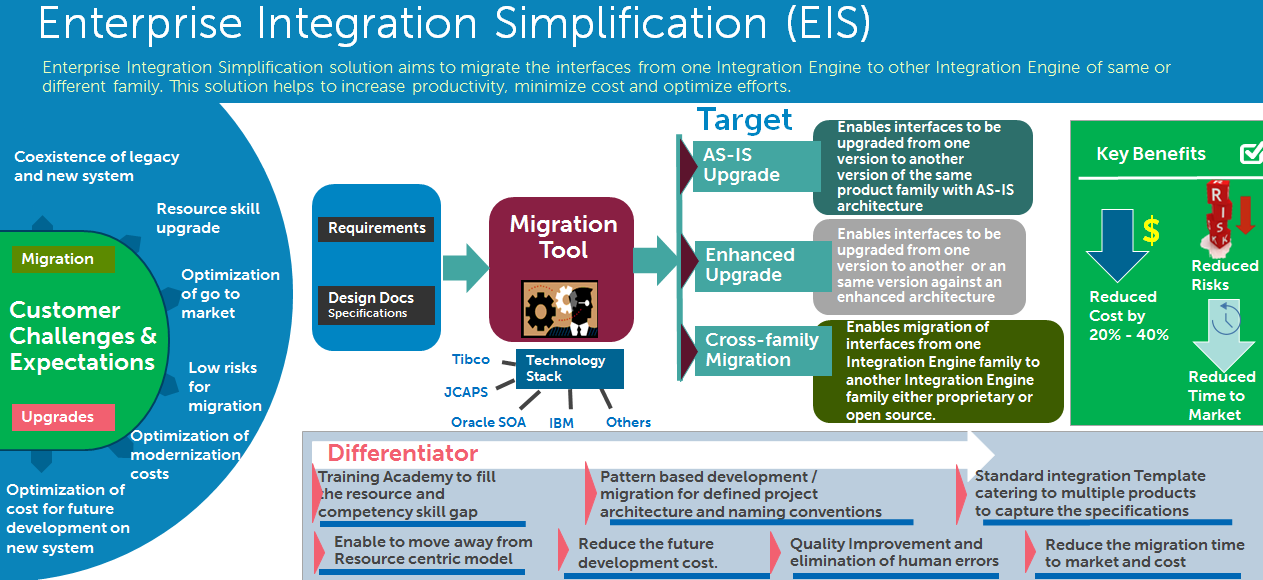 Enterprise Integration Simplification (EIS)
Enterprise Integration Simplification solution aims to migrate the interfaces from one Integration Engine to other Integration Engine of same or
different family. This solution helps to increase productivity, minimize cost and optimize efforts.
Coexistence of legacy
and new system
Resource skill
upgrade
Optimization
of go to
market
Low risks
for
migration
Optimization of
modernization
costs
Optimization of
cost for future
development on
new system
Migration
Customer
Challenges &
Expectations
Upgrades
Requirements
Design Docs
Specifications
Migration
Tool
Technology
Stack
Tibco
JCAPS
Oracle SOA
IBM
Others
Target
AS-IS
Upgrade
Enables interfaces to be
upgraded from one
version to another
version of the same
product family with AS-IS
architecture
Enhanced
Upgrade
Enables interfaces to be
upgraded from one
version to another or an
same version against an
enhanced architecture
Cross-family
Migration
Enables migration of
interfaces from one
Integration Engine family to
another Integration Engine
family either proprietary or
open source.
Key Benefits
$
Reduced
Cost by
20% - 40%
RISK
Reduced
Risks
Reduced
Time to
Market
Differentiator
Training Academy to fill
the resource and
competency skill gap
Pattern based development /
migration for defined project
architecture and naming conventions
Standard integration Template
catering to multiple products
to capture the specifications
Enable to move away from
Resource centric model
Reduce the future
development cost.
Quality Improvement and
elimination of human errors
Reduce the migration time
to market and cost